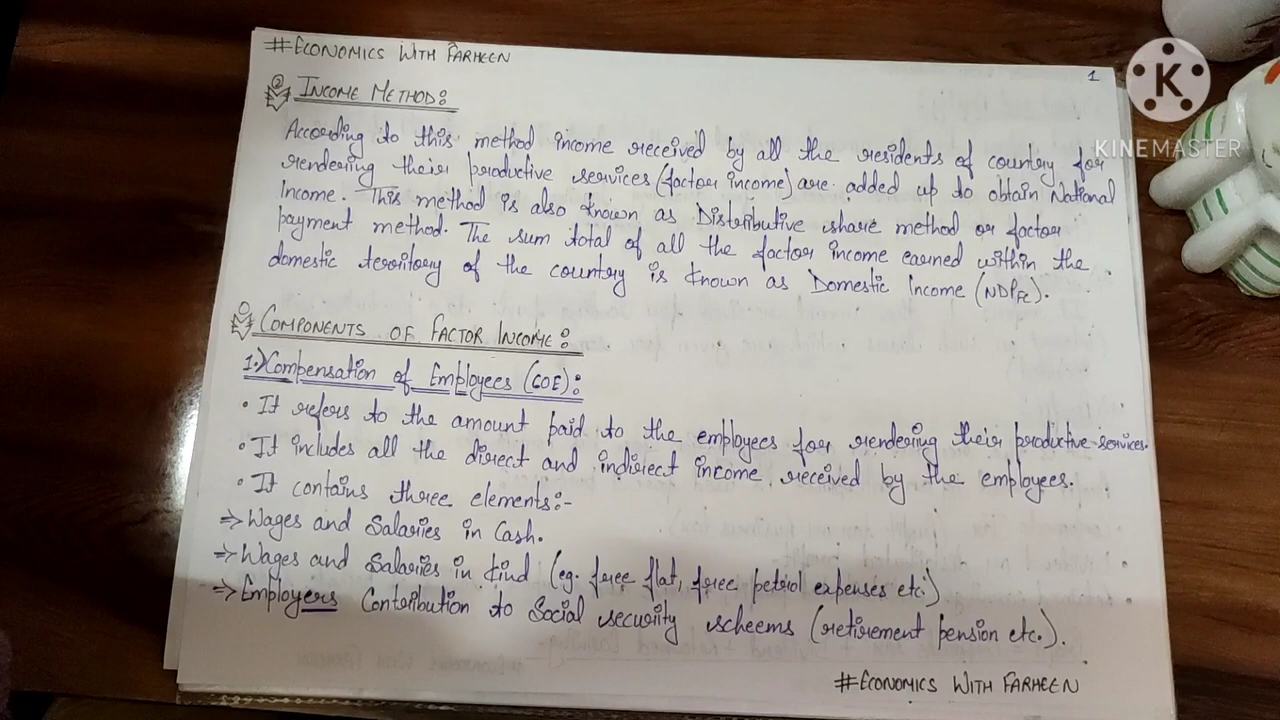 #ECONOMICS WITH FARHEEN
1
② INCOME METHOD:
According to this method income received by all the residents of country for
rendering their productive services (factor income) are added up to obtain National
Income. This method is also known as Distributive share method or factor
payment method. The sum total of all the factor income earned within the
domestic territory of the country is known as Domestic Income (NDPFC).
COMPONENTS OF FACTOR INCOME:
1.) Compensation of Employees (COE):
• It refers to the amount paid to the employees for rendering their productive services.
• It includes all the direct and indirect income received by the employees.
• It contains three elements:-
⇒ Wages and Salaries in Cash.
⇒ Wages and Salaries in kind (eg. free flat, free petrol expenses etc.)
⇒ Employers Contribution to Social security scheems (retirement pension etc.).
#ECONOMICS WITH FARHEEN
K
KINEMASTER